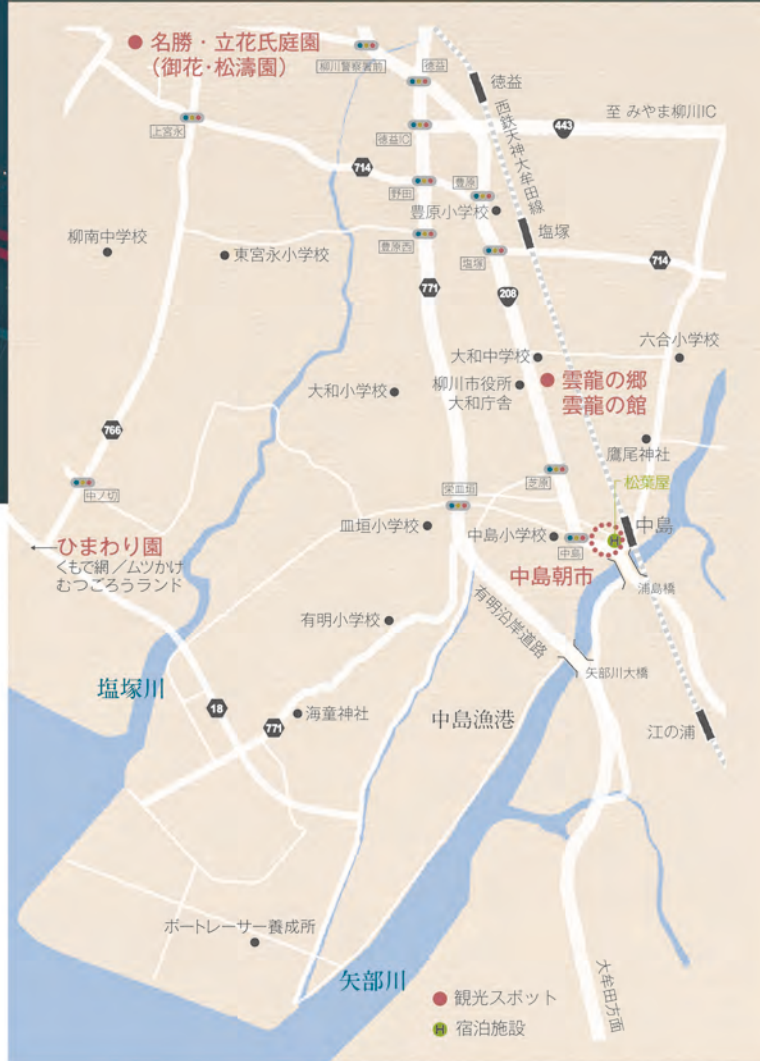 名勝・立花氏庭園
（御花・松濤園）
柳川警察署前
徳益
徳益
至 みやま柳川IC
西鉄天神大牟田線
上宮永
徳益IC
443
714
野田
豊原
豊原小学校
柳南中学校
東宮永小学校
豊原西
塩塚
塩塚
714
771
208
六合小学校
大和中学校
大和小学校
柳川市役所
大和庁舎
雲龍の郷
雲龍の館
766
鷹尾神社
中ノ切
芝原
松葉屋
栄皿垣
皿垣小学校
中島小学校
中島
中島
H
ひまわり園
くもで網／ムツかけ
むつごろうランド
中島朝市
浦島橋
有明沿岸道路
有明小学校
矢部川大橋
塩塚川
18
771
海童神社
中島漁港
江の浦
ボートレーサー養成所
矢部川
大牟田方面
観光スポット
H
宿泊施設